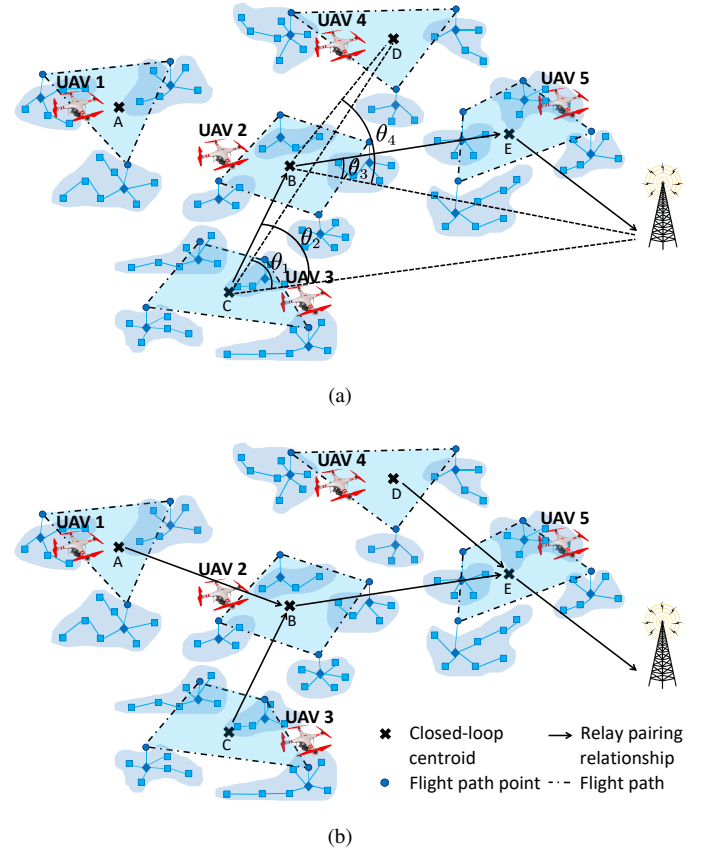 UAV 4
D
UAV 1
UAV 5
A
θ4
UAV 2
E
B
θ3
θ2
θ1
UAV 3
C
(a)
UAV 4
D
UAV 1
UAV 5
A
UAV 2
E
B
UAV 3
C
Closed-loop centroid
Relay pairing relationship
Flight path point
Flight path
(b)